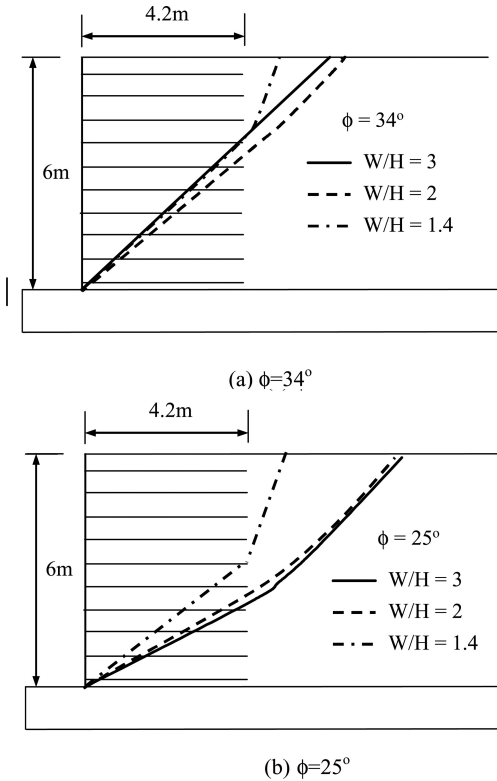 4.2m
6m
ϕ = 34°
W/H = 3
W/H = 2
W/H = 1.4
(a) ϕ=34°
4.2m
6m
ϕ = 25°
W/H = 3
W/H = 2
W/H = 1.4
(b) ϕ=25°